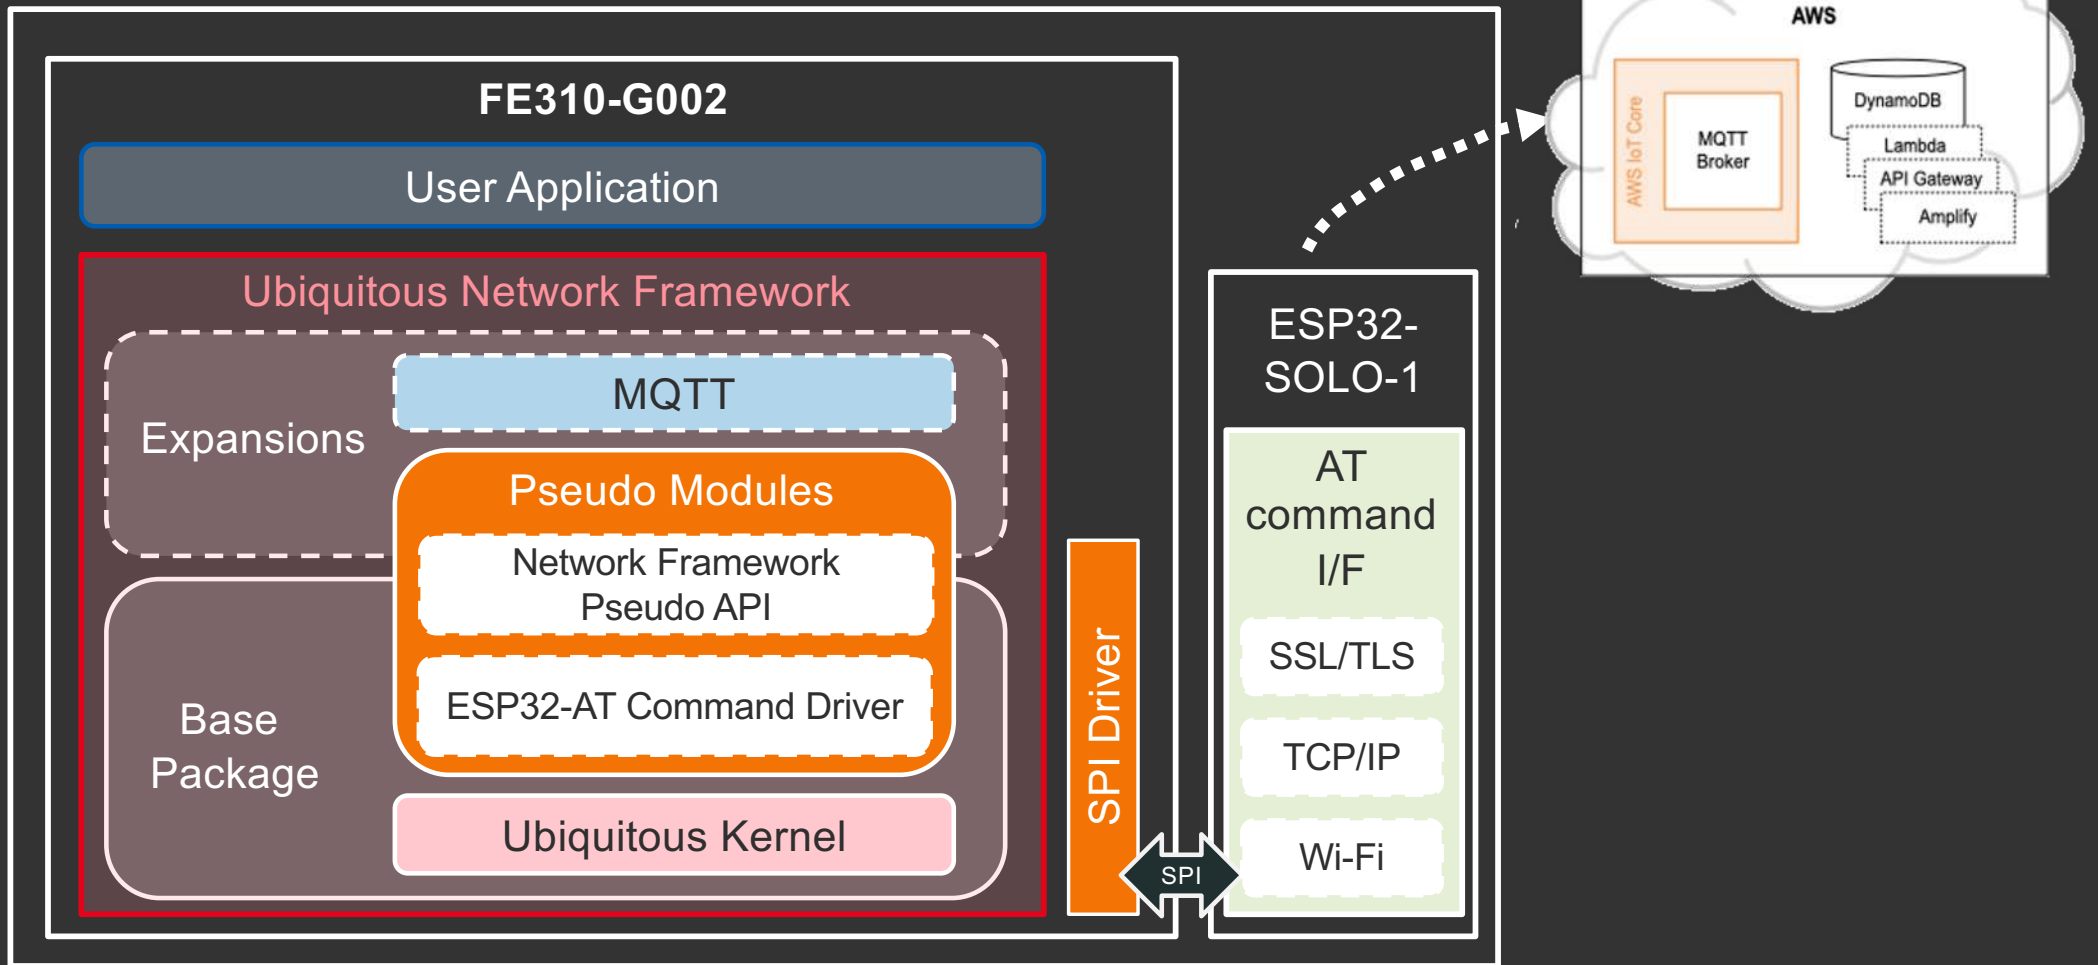 FE310-G002
User Application
Ubiquitous Network Framework
Expansions
MQTT
Pseudo Modules
Network Framework
Pseudo API
ESP32-AT Command Driver
Base
Package
Ubiquitous Kernel
SPI Driver
SPI
ESP32-
SOLO-1
AT
command
I/F
SSL/TLS
TCP/IP
Wi-Fi
AWS
AWS IoT Core
MQTT
Broker
DynamoDB
Lambda
API Gateway
Amplify